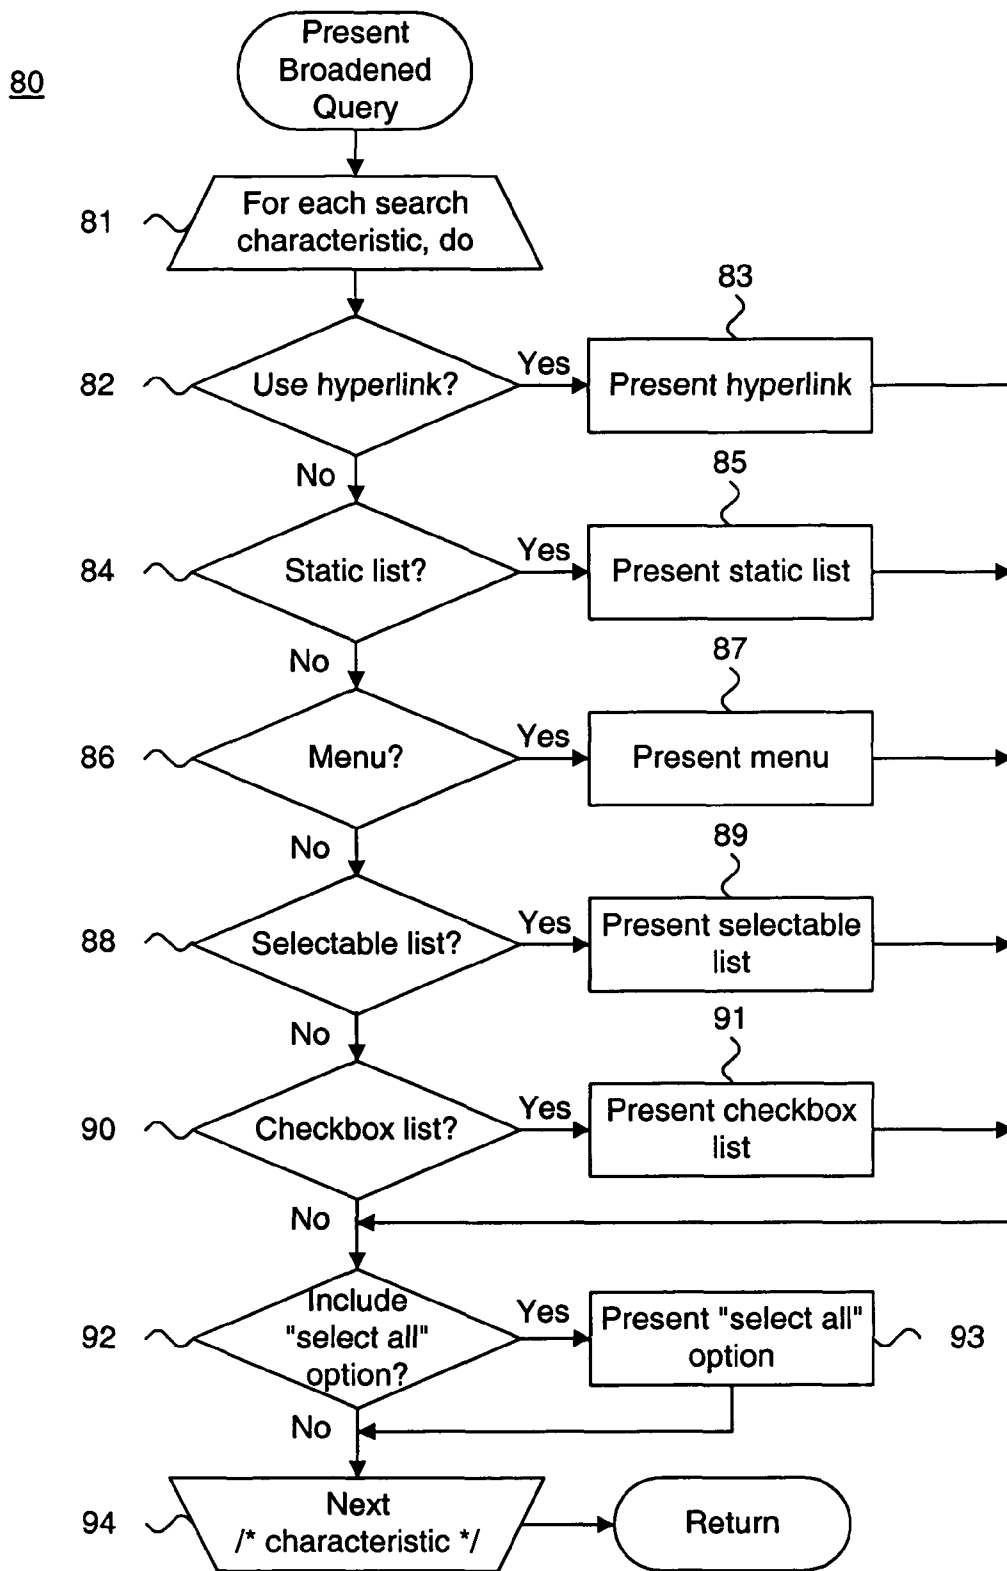 Present
Broadened
Query
80
81
For each search
characteristic, do
83
82
Use hyperlink?
Yes
Present hyperlink
No
85
84
Static list?
Yes
Present static list
No
87
86
Menu?
Yes
Present menu
No
89
88
Selectable list?
Yes
Present selectable
list
No
91
90
Checkbox list?
Yes
Present checkbox
list
No
92
Include
"select all"
option?
Yes
Present "select all"
option
93
No
94
Next
/* characteristic */
Return